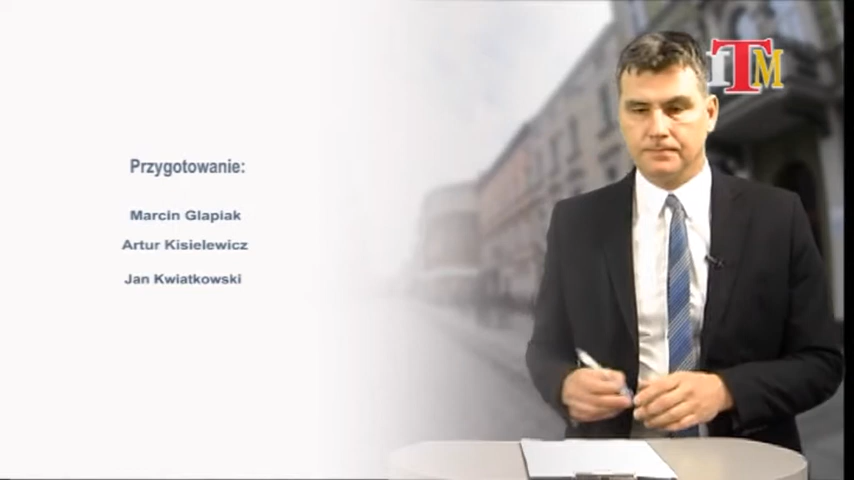 Przygotowanie:
Marcin Glapiak
Artur Kisielewicz
Jan Kwiatkowski
iTM